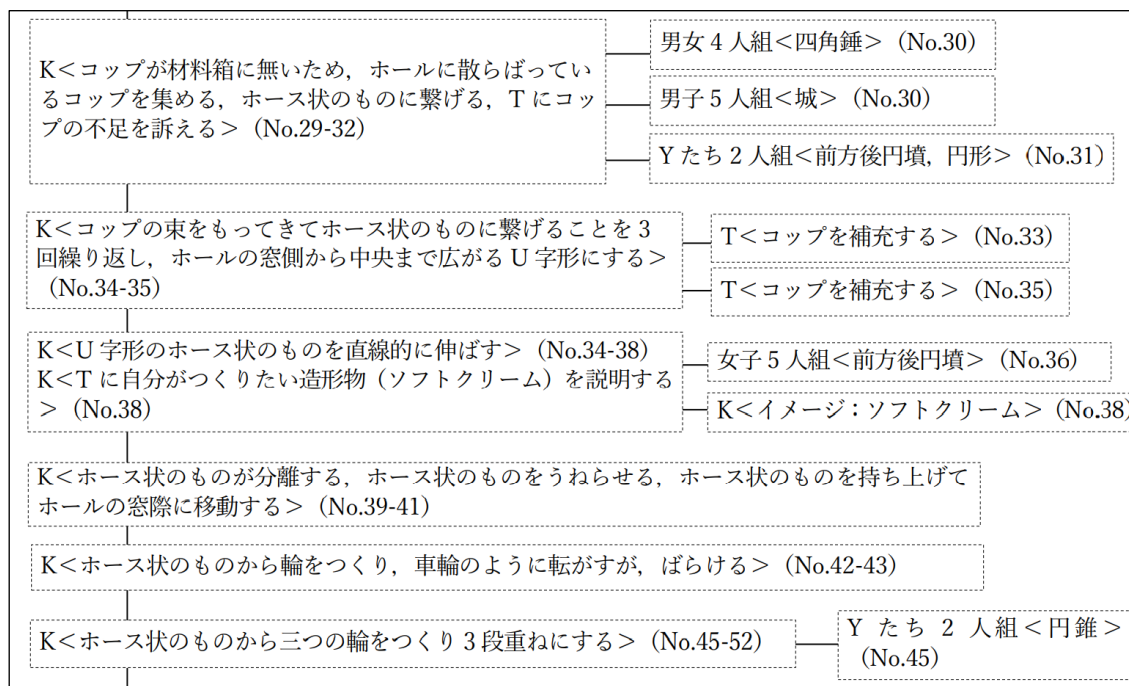 K＜コップが材料箱に無いため，ホールに散らばってい
るコップを集める，ホース状のものに繋げる，T にコッ
プの不足を訴える＞（No.29-32）
男女 4 人組＜四角錘＞（No.30）
男子 5 人組＜城＞（No.30）
Y たち 2 人組＜前方後円墳，円形＞（No.31）
K＜コップの束をもってきてホース状のものに繋げることを 3
回繰り返し，ホールの窓側から中央まで広がる U 字形にする＞
（No.34-35）
T＜コップを補充する＞（No.33）
T＜コップを補充する＞（No.35）
K＜U 字形のホース状のものを直線的に伸ばす＞（No.34-38）
K＜T に自分がつくりたい造形物（ソフトクリーム）を説明する
＞（No.38）
女子 5 人組＜前方後円墳＞（No.36）
K＜イメージ：ソフトクリーム＞（No.38）
K＜ホース状のものが分離する，ホース状のものをうねらせる，ホース状のものを持ち上げて
ホールの窓際に移動する＞（No.39-41）
K＜ホース状のものから輪をつくり，車輪のように転がすが，ばらける＞（No.42-43）
K＜ホース状のものから三つの輪をつくり 3 段重ねにする＞（No.45-52）
Y たち 2 人組＜円錐＞
（No.45）